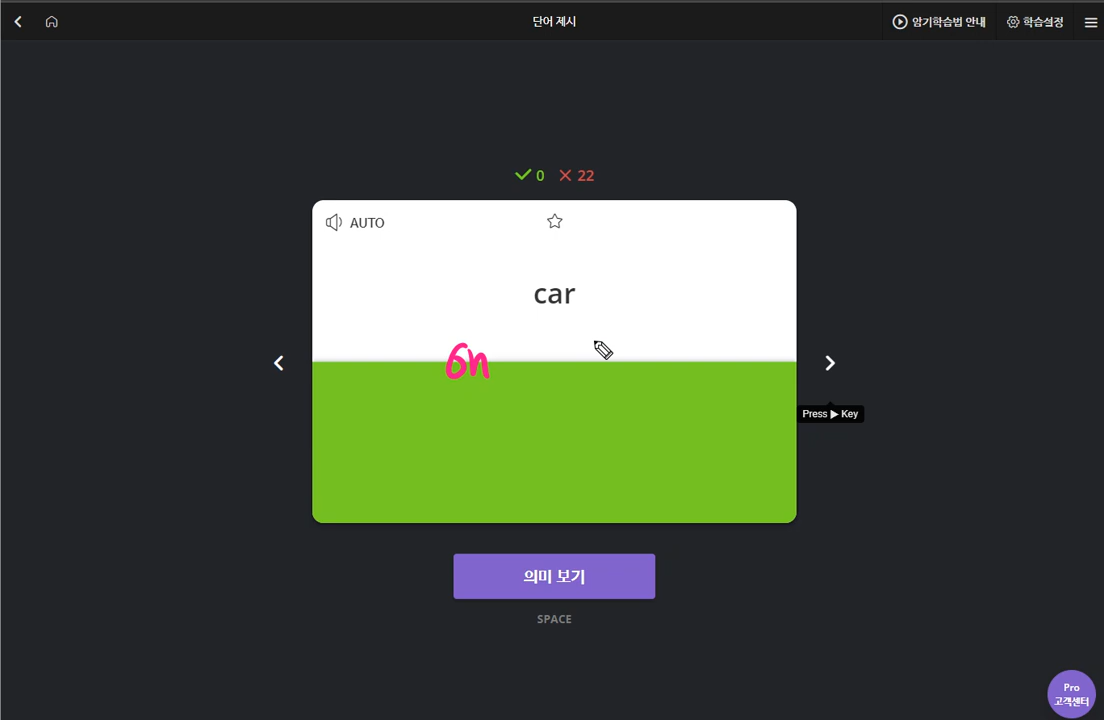 단어 제시
암기학습법 안내
학습설정
0 22
AUTO
car
6n
Press ▶ Key
의미 보기
SPACE
Pro
고객센터